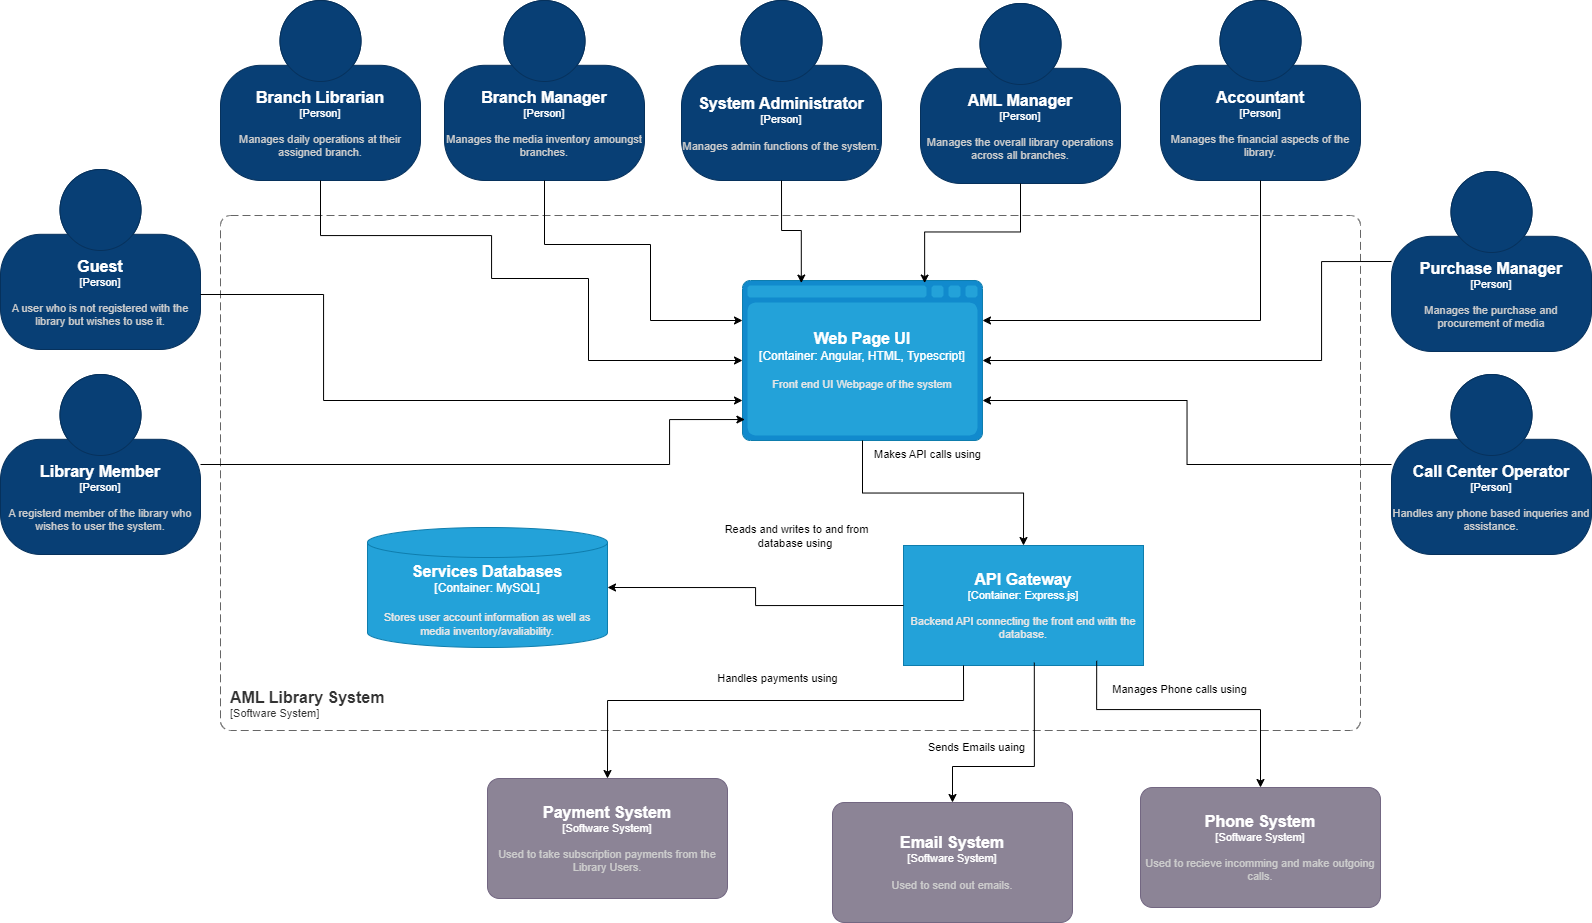 Branch Librarian
[Person]
Manages daily operations at their
assigned branch.
Branch Manager
[Person]
Manages the media inventory amoungst
branches.
System Administrator
[Person]
Manages admin functions of the system.
AML Manager
[Person]
Manages the overall library operations
across all branches.
Accountant
[Person]
Manages the financial aspects of the
library.
Guest
[Person]
A user who is not registered with the
library but wishes to use it.
Purchase Manager
[Person]
Manages the purchase and
procurement of media
Web Page UI
[Container: Angular, HTML, Typescript]
Front end UI Webpage of the system
Library Member
[Person]
A registerd member of the library who
wishes to user the system.
Call Center Operator
[Person]
Handles any phone based inqueries and
assistance.
Makes API calls using
Reads and writes to and from
database using
Services Databases
[Container: MySQL]
Stores user account information as well as
media inventory/avaliability.
API Gateway
[Container: Express.js]
Backend API connecting the front end with the
database.
Handles payments using
Manages Phone calls using
AML Library System
[Software System]
Sends Emails uaing
Payment System
[Software System]
Used to take subscription payments from the
Library Users.
Email System
[Software System]
Used to send out emails.
Phone System
[Software System]
Used to recieve incomming and make outgoing
calls.